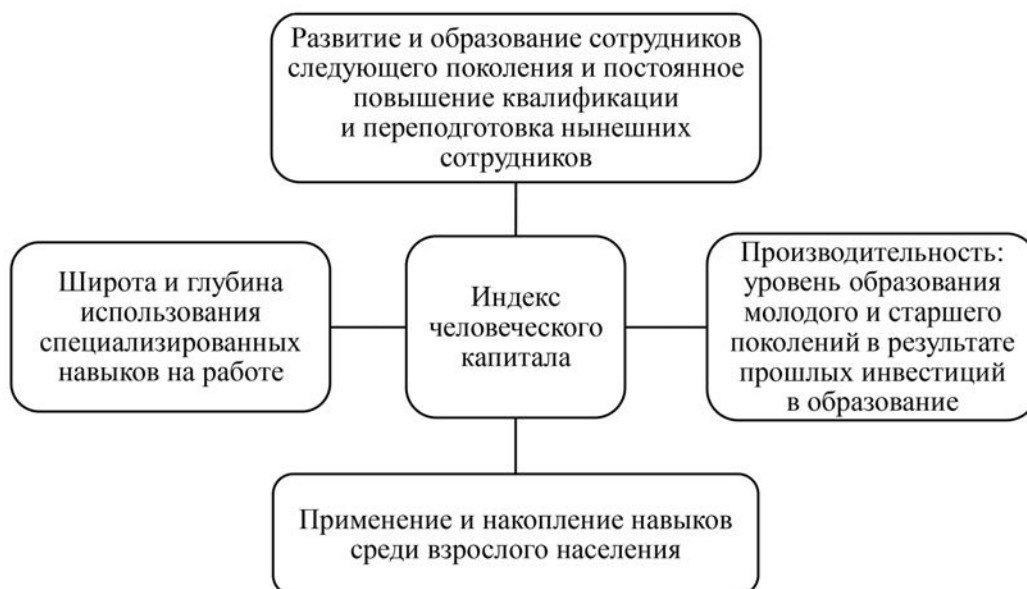 Развитие и образование сотрудников
следующего поколения и постоянное
повышение квалификации
и переподготовка нынешних
сотрудников
Широта и глубина
использования
специализированных
навыков на работе
Индекс
человеческого
капитала
Производительность:
уровень образования
молодого и старшего
поколений в результате
прошлых инвестиций
в образование
Применение и накопление навыков
среди взрослого населения